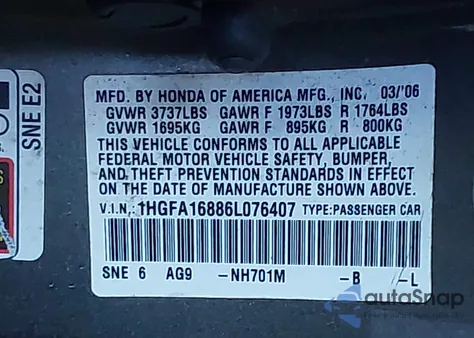 SNE E2
MFD. BY HONDA OF AMERICA MFG., INC. 03/'06
GVWR 3737LBS GAWR F 1973LBS R 1764LBS
GVWR 1695KG GAWR F 895KG R 800KG
THIS VEHICLE CONFORMS TO ALL APPLICABLE
FEDERAL MOTOR VEHICLE SAFETY, BUMPER,
AND THEFT PREVENTION STANDARDS IN EFFECT
ON THE DATE OF MANUFACTURE SHOWN ABOVE.
V.I.N.: 1HGFA16886L076407 TYPE:PASSENGER CAR
SNE 6 AG9 -NH701M -B -L
autoSnap